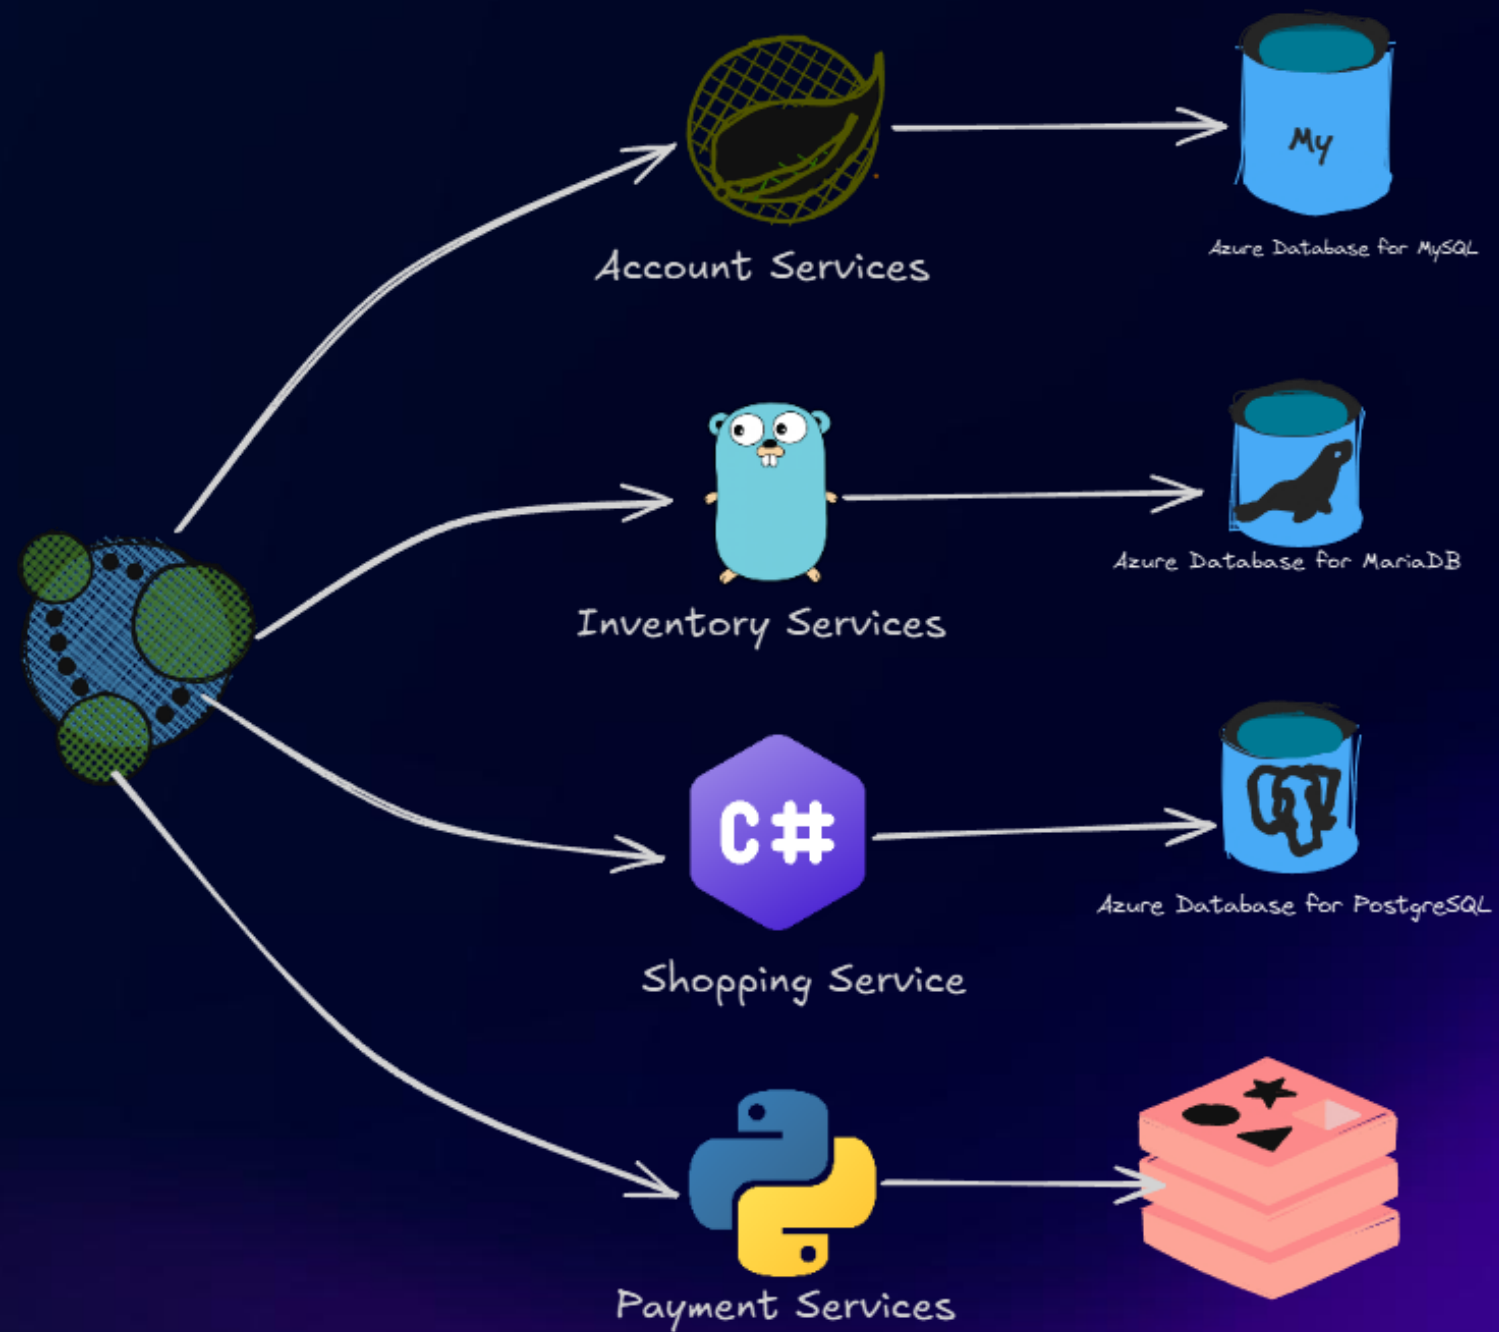 My
Azure Database for MySQL
Account Services
Azure Database for MariaDB
Inventory Services
C#
Azure Database for PostgreSQL
Shopping Service
Payment Services